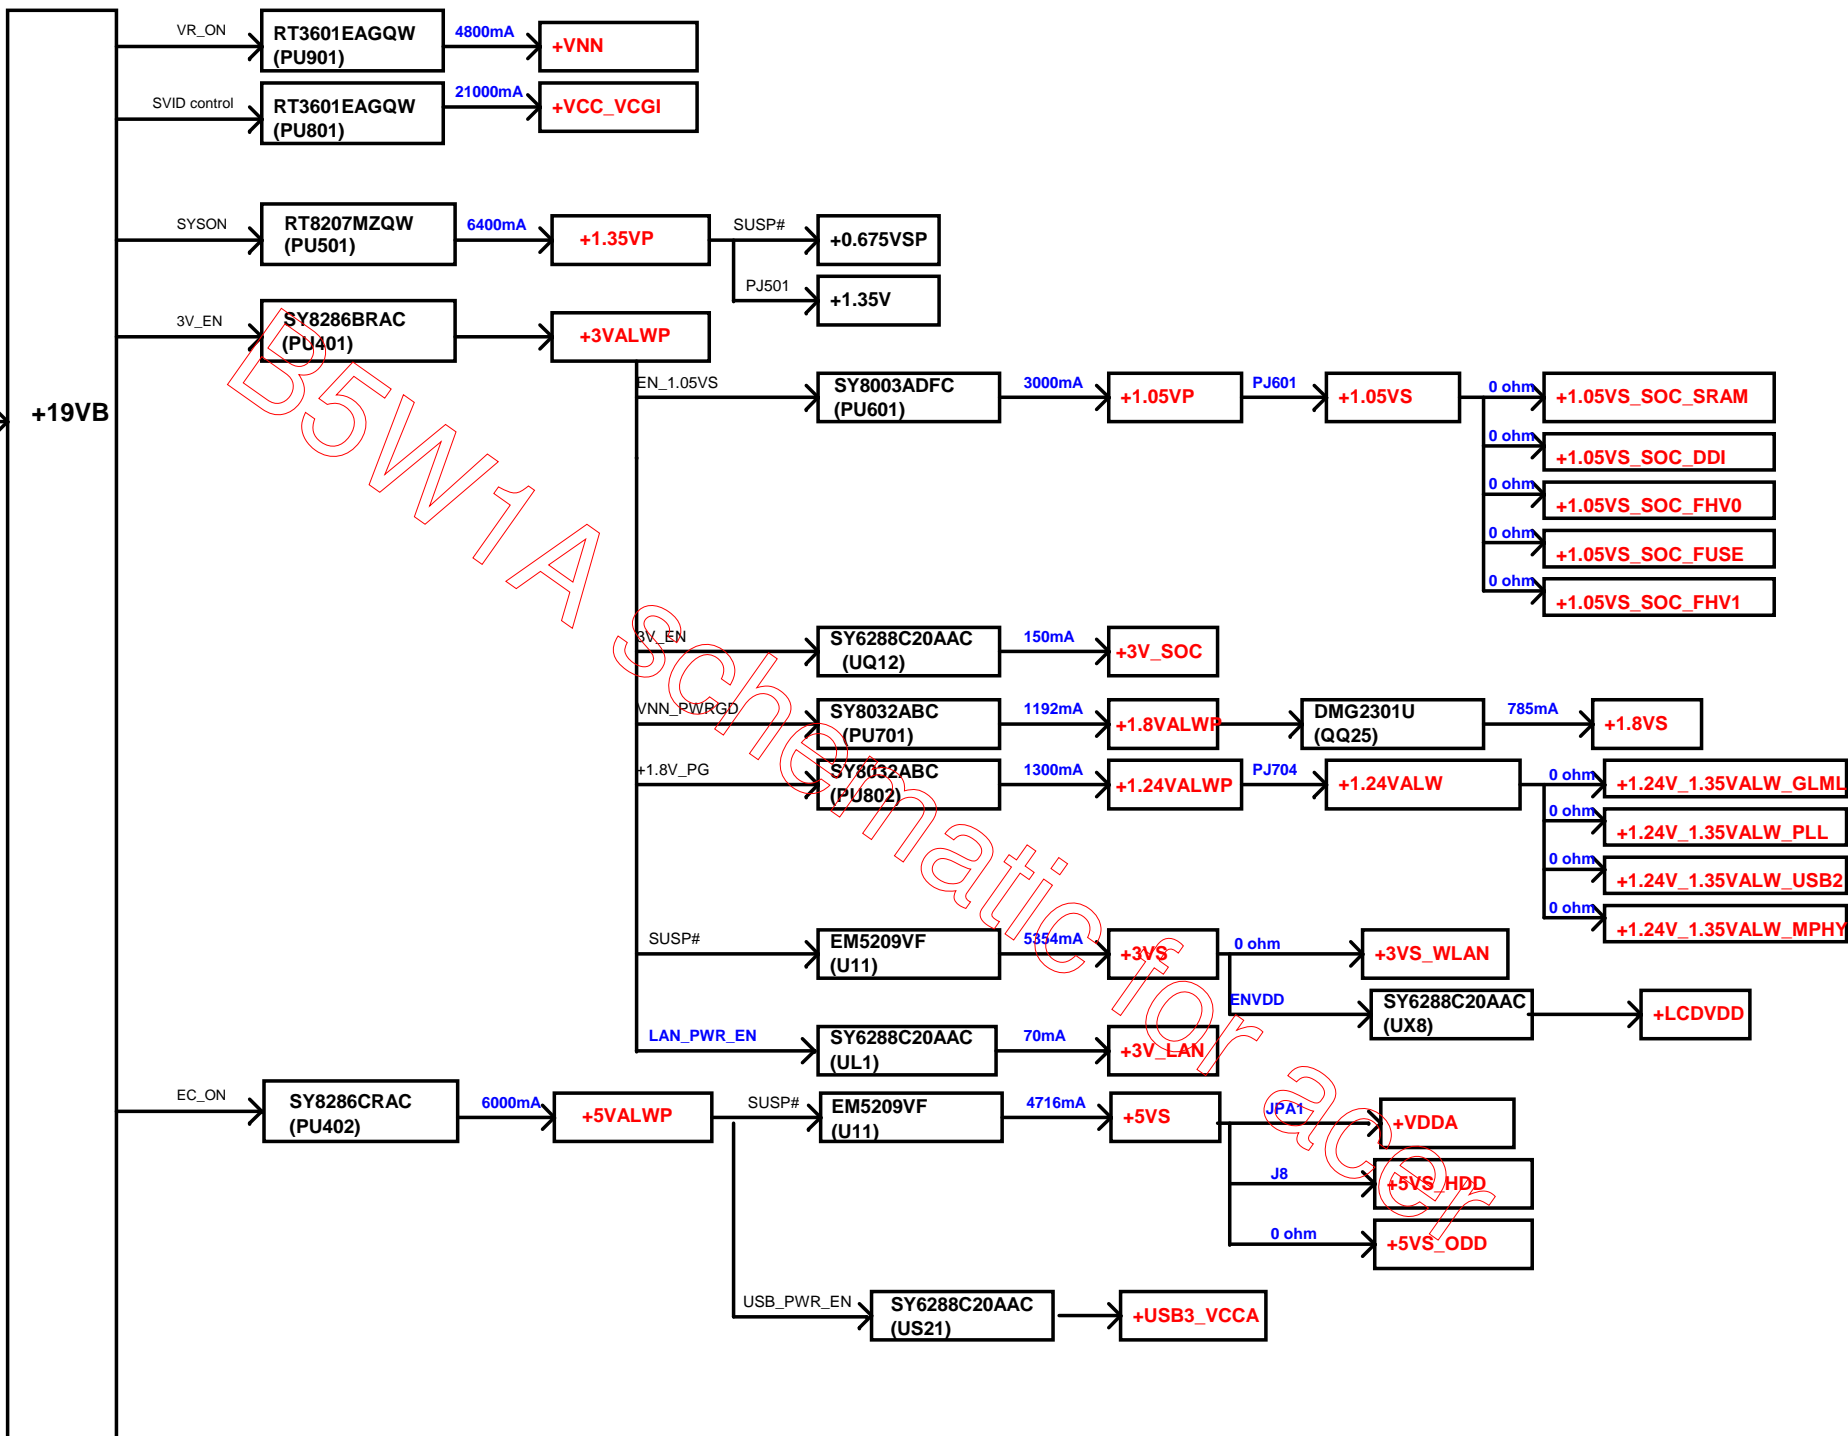 VR_ON
RT3601EAGQW
(PU901)
4800mA
+VNN
SVID control
RT3601EAGQW
(PU801)
21000mA
+VCC_VCGI
SYSON
RT8207MZQW
(PU501)
6400mA
+1.35VP
SUSP#
+0.675VSP
PJ501
+1.35V
3V_EN
SY8286BRAC
(PU401)
+3VALWP
EN_1.05VS
SY8003ADFC
(PU601)
3000mA
+1.05VP
PJ601
+1.05VS
0 ohm
+1.05VS_SOC_SRAM
0 ohm
+1.05VS_SOC_DDI
0 ohm
+1.05VS_SOC_FHV0
0 ohm
+1.05VS_SOC_FUSE
0 ohm
+1.05VS_SOC_FHV1
+19VB
3V_EN
SY6288C20AAC
(UQ12)
150mA
+3V_SOC
VNN_PWRGD
SY8032ABC
(PU701)
1192mA
+1.8VALWP
DMG2301U
(QQ25)
785mA
+1.8VS
+1.8V_PG
SY8032ABC
(PU802)
1300mA
+1.24VALWP
PJ704
+1.24VALW
0 ohm
+1.24V_1.35VALW_GLML
0 ohm
+1.24V_1.35VALW_PLL
0 ohm
+1.24V_1.35VALW_USB2
0 ohm
+1.24V_1.35VALW_MPHY
SUSP#
EM5209VF
(U11)
5354mA
+3VS
0 ohm
+3VS_WLAN
ENVDD
SY6288C20AAC
(UX8)
+LCDVDD
LAN_PWR_EN
SY6288C20AAC
(UL1)
70mA
+3V_LAN
EC_ON
SY8286CRAC
(PU402)
6000mA
+5VALWP
SUSP#
EM5209VF
(U11)
4716mA
+5VS
JPA1
+VDDA
J8
+5VS_HDD
0 ohm
+5VS_ODD
USB_PWR_EN
SY6288C20AAC
(US21)
+USB3_VCCA
B5W1A schematic for acer